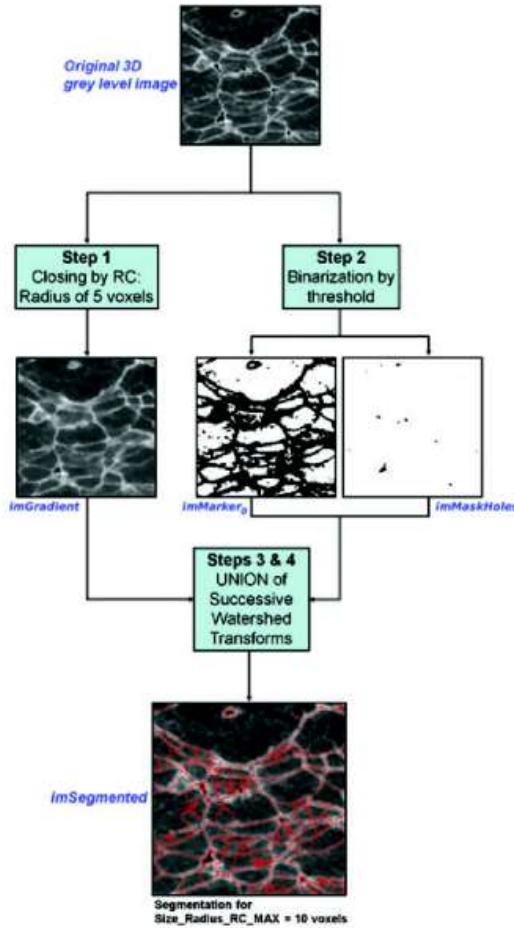 Original 3D
grey level image
Step 1
Closing by RC:
Radius of 5 voxels
Step 2
Binarization by
threshold
imGradient
imMarker₀
imMaskHoles
Steps 3 & 4
UNION of
Successive
Watershed
Transforms
imSegmented
Segmentation for
Size_Radius_RC_MAX = 10 voxels